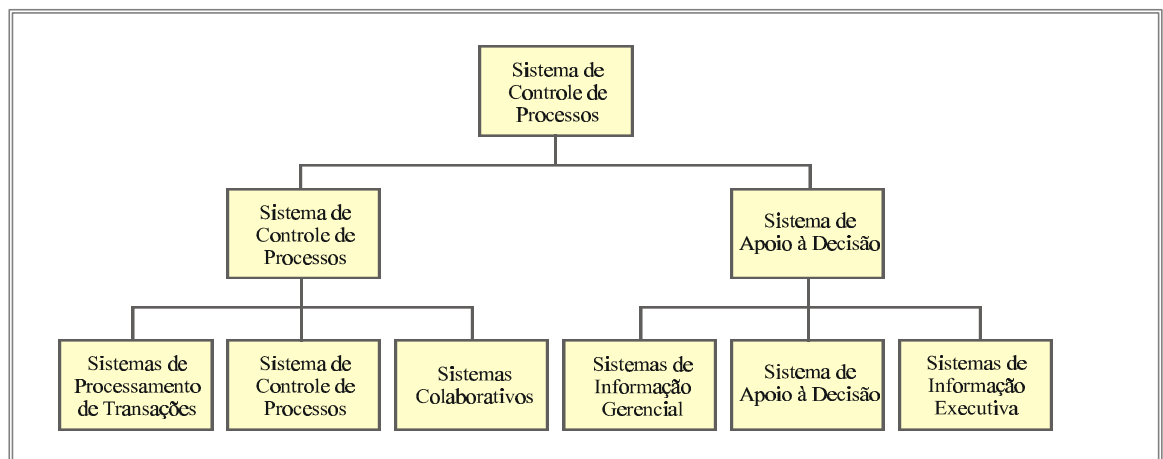 Sistema de
Controle de
Processos
Sistema de
Controle de
Processos
Sistema de
Apoio à Decisão
Sistemas de
Processamento
de Transações
Sistema de
Controle de
Processos
Sistemas
Colaborativos
Sistemas de
Informação
Gerencial
Sistema de
Apoio à Decisão
Sistemas de
Informação
Executiva